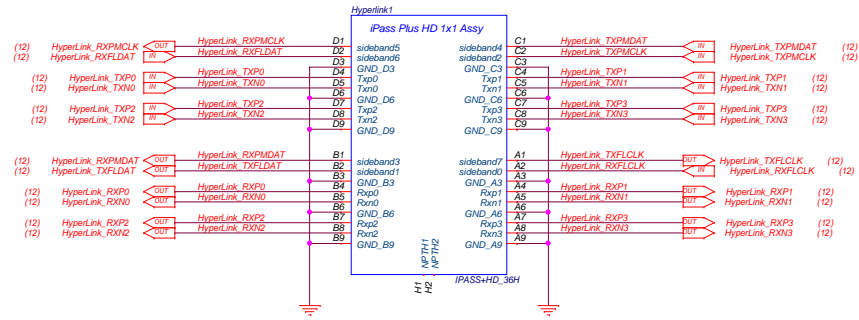 Hyperlink1
iPass Plus HD 1x1 Assy
(12) HyperLink_RXPMCLK OUT HyperLink_RXPMCLK D1 sideband5 sideband4 C1 HyperLink_TXPMDAT IN HyperLink_TXPMDAT (12)
(12) HyperLink_RXFLDAT IN HyperLink_RXFLDAT D2 sideband6 sideband2 C2 HyperLink_TXPMCLK IN HyperLink_TXPMCLK (12)
D3 GND_D3 GND_C3 C3
(12) HyperLink_TXP0 IN HyperLink_TXP0 D4 Txp0 Txp1 C4 HyperLink_TXP1 IN HyperLink_TXP1 (12)
(12) HyperLink_TXN0 IN HyperLink_TXN0 D5 Txn0 Txn1 C5 HyperLink_TXN1 IN HyperLink_TXN1 (12)
D6 GND_D6 GND_C6 C6
(12) HyperLink_TXP2 IN HyperLink_TXP2 D7 Txp2 Txp3 C7 HyperLink_TXP3 IN HyperLink_TXP3 (12)
(12) HyperLink_TXN2 IN HyperLink_TXN2 D8 Txn2 Txn3 C8 HyperLink_TXN3 IN HyperLink_TXN3 (12)
D9 GND_D9 GND_C9 C9
(12) HyperLink_RXPMDAT OUT HyperLink_RXPMDAT B1 sideband3 sideband7 A1 HyperLink_TXFLCLK OUT HyperLink_TXFLCLK (12)
(12) HyperLink_TXFLDAT OUT HyperLink_TXFLDAT B2 sideband1 sideband0 A2 HyperLink_RXFLCLK IN HyperLink_RXFLCLK (12)
B3 GND_B3 GND_A3 A3
(12) HyperLink_RXP0 OUT HyperLink_RXP0 B4 Rxp0 Rxp1 A4 HyperLink_RXP1 OUT HyperLink_RXP1 (12)
(12) HyperLink_RXN0 OUT HyperLink_RXN0 B5 Rxn0 Rxn1 A5 HyperLink_RXN1 OUT HyperLink_RXN1 (12)
B6 GND_B6 GND_A6 A6
(12) HyperLink_RXP2 OUT HyperLink_RXP2 B7 Rxp2 Rxp3 A7 HyperLink_RXP3 OUT HyperLink_RXP3 (12)
(12) HyperLink_RXN2 OUT HyperLink_RXN2 B8 Rxn2 Rxn3 A8 HyperLink_RXN3 OUT HyperLink_RXN3 (12)
B9 GND_B9 GND_A9 A9
NPTH1
NPTH2
H1
H2
IPASS+HD_36H